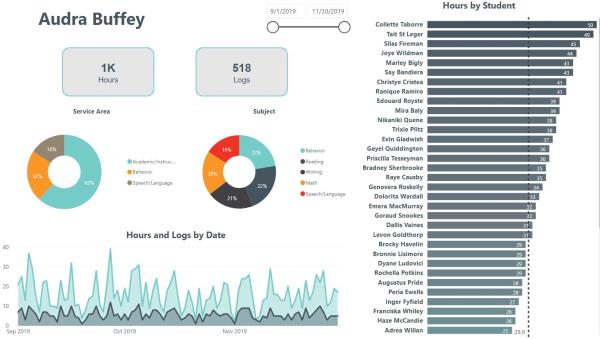 Audra Buffey
9/1/2019
11/30/2019
1K
Hours
518
Logs
Service Area
18%
22%
Academic/Instruc...
Behavior
Speech/Language
Subject
16%
22%
21%
22%
Behavior
Reading
Writing
Math
Speech/Language
Hours and Logs by Date
40
30
20
10
0
Sep 2019
Oct 2019
Nov 2019
Hours by Student
Collette Taborre 50
Tait St Leger 49
Silas Fireman 45
Joye Wildman 44
Marley Bigly 43
Say Bandiera 43
Christye Cristea 41
Ranique Ramiro 41
Edouard Royste 39
Mira Baly 39
Nikaniki Quene 38
Trixie Plitz 38
Evin Gladwish 37
Gayel Quiddington 36
Priscilla Tesseyman 36
Bradney Sherbrooke 35
Raye Causby 35
Genovera Roskelly 34
Dolorita Wardall 33
Emera MacMurray 32
Goraud Snookes 32
Dallis Vaines 31
Levon Goldthorp 31
Brocky Havelin 29
Bronnie Lisimore 29
Dyane Ludovici 29
Rochella Potkins 29
Augustus Pride 28
Peria Ewells 28
Inger Fyfield 27
Franciska Whiley 26
Haze McCandie 26
Adrea Willan 25 29.9